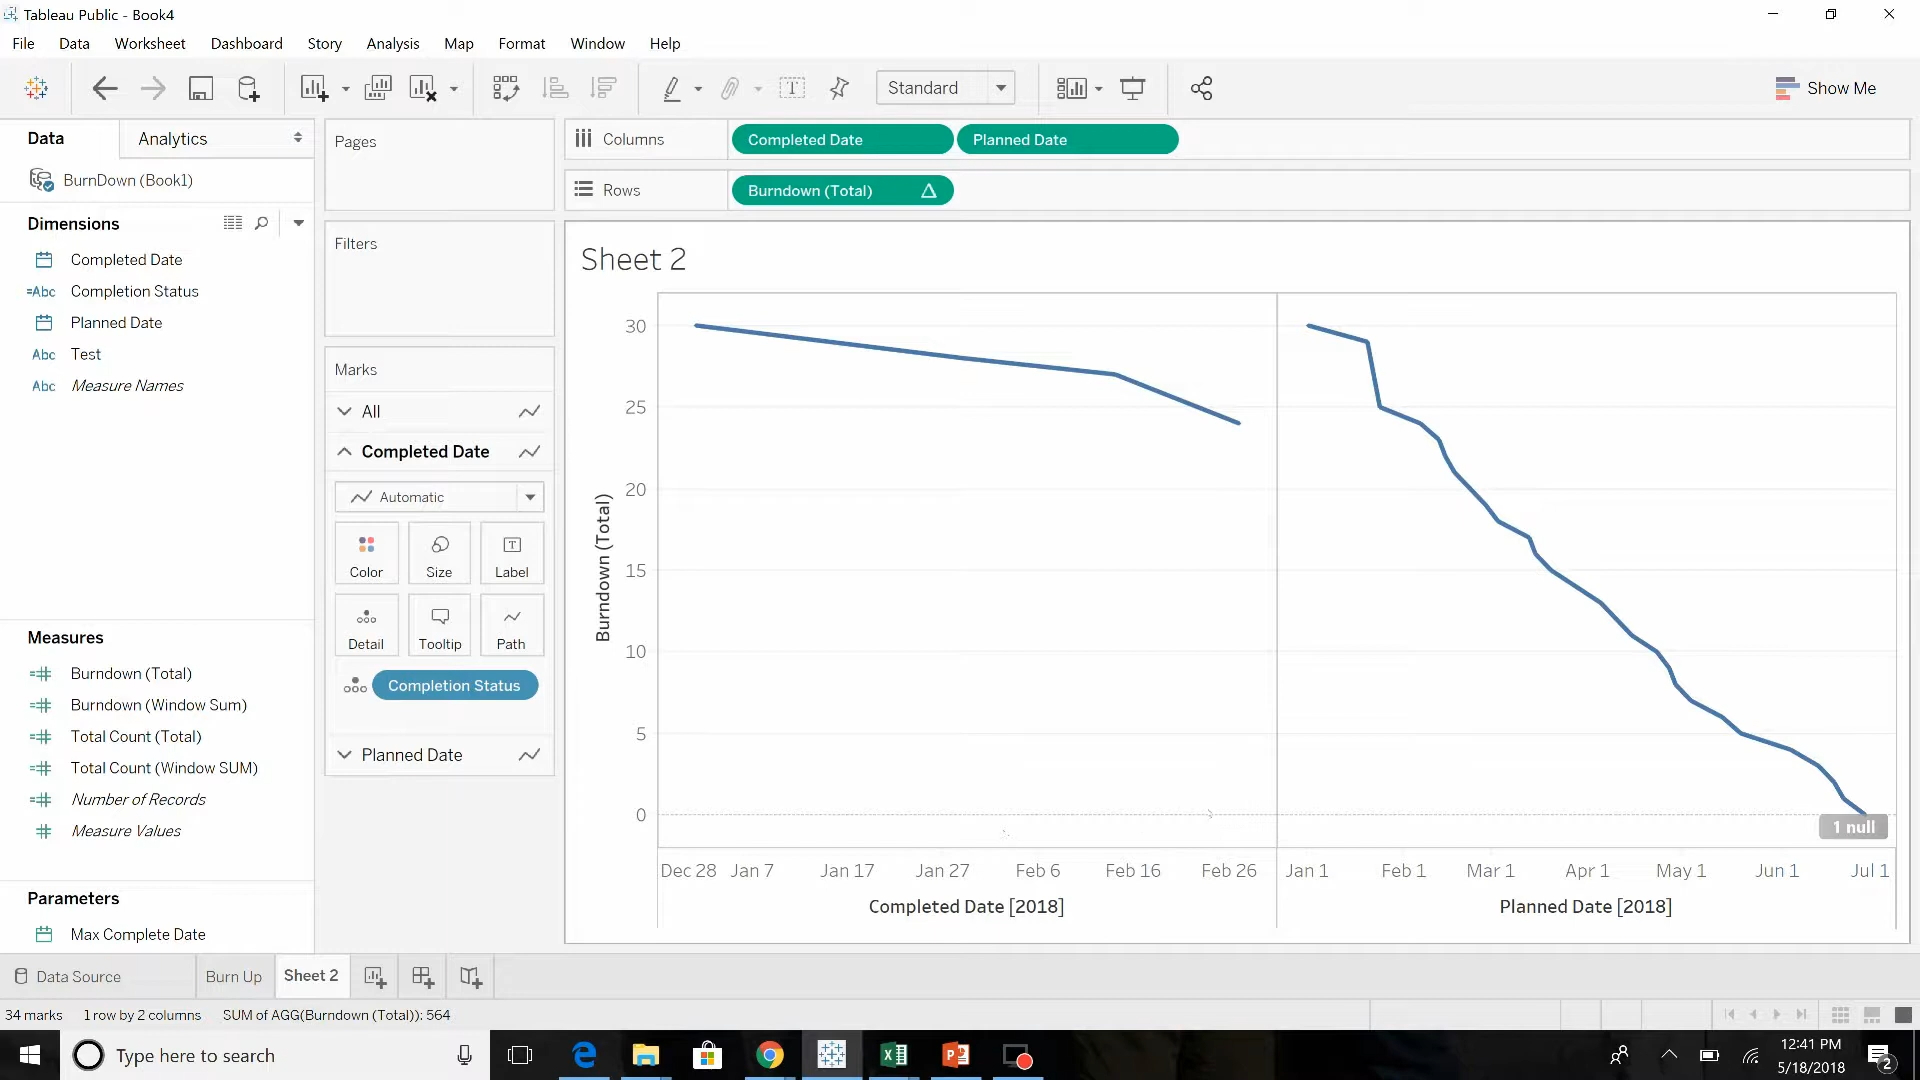 Tableau Public - Book4
File Data Worksheet Dashboard Story Analysis Map Format Window Help
Standard
Show Me
Data
Analytics
BurnDown (Book1)
Dimensions
Completed Date
=Abc Completion Status
Planned Date
Abc Test
Abc Measure Names
Measures
Burndown (Total)
Burndown (Window Sum)
Total Count (Total)
Total Count (Window SUM)
Number of Records
Measure Values
Parameters
Max Complete Date
Pages
Filters
Marks
All
Completed Date
Automatic
Color Size Label
Detail Tooltip Path
Completion Status
Planned Date
Columns Completed Date Planned Date
Rows Burndown (Total) Δ
Sheet 2
Burndown (Total)
30
25
20
15
10
5
0
1 null
Dec 28 Jan 7 Jan 17 Jan 27 Feb 6 Feb 16 Feb 26 Jan 1 Feb 1 Mar 1 Apr 1 May 1 Jun 1 Jul 1
Completed Date [2018] Planned Date [2018]
Data Source Burn Up Sheet 2
34 marks 1 row by 2 columns SUM of AGG(Burndown (Total)): 564
Type here to search
12:41 PM
5/18/2018
2